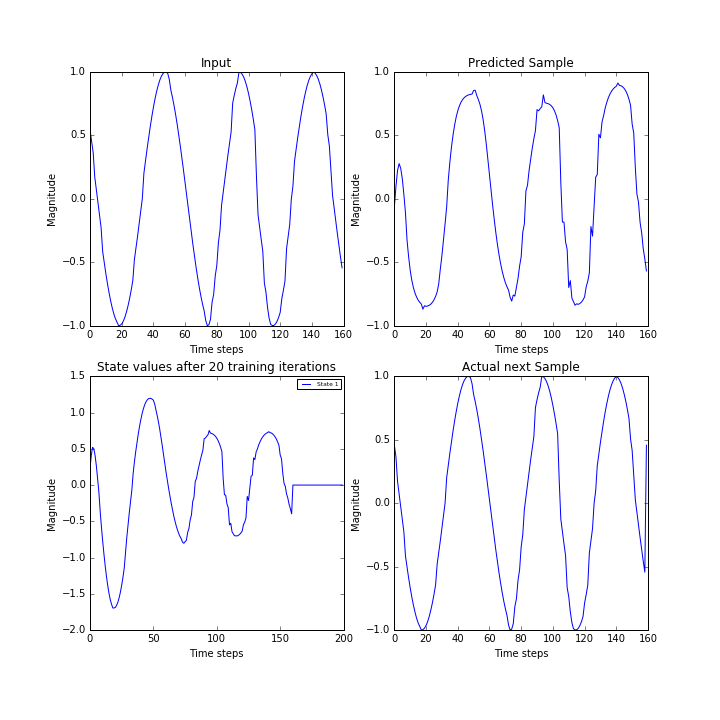 Input
1.0
0.5
0.0
−0.5
−1.0
Magnitude
0 20 40 60 80 100 120 140 160
Time steps
Predicted Sample
1.0
0.5
0.0
−0.5
−1.0
Magnitude
0 20 40 60 80 100 120 140 160
Time steps
State values after 20 training iterations
State 1
1.5
1.0
0.5
0.0
−0.5
−1.0
−1.5
−2.0
Magnitude
0 50 100 150 200
Time steps
Actual next Sample
1.0
0.5
0.0
−0.5
−1.0
Magnitude
0 20 40 60 80 100 120 140 160
Time steps